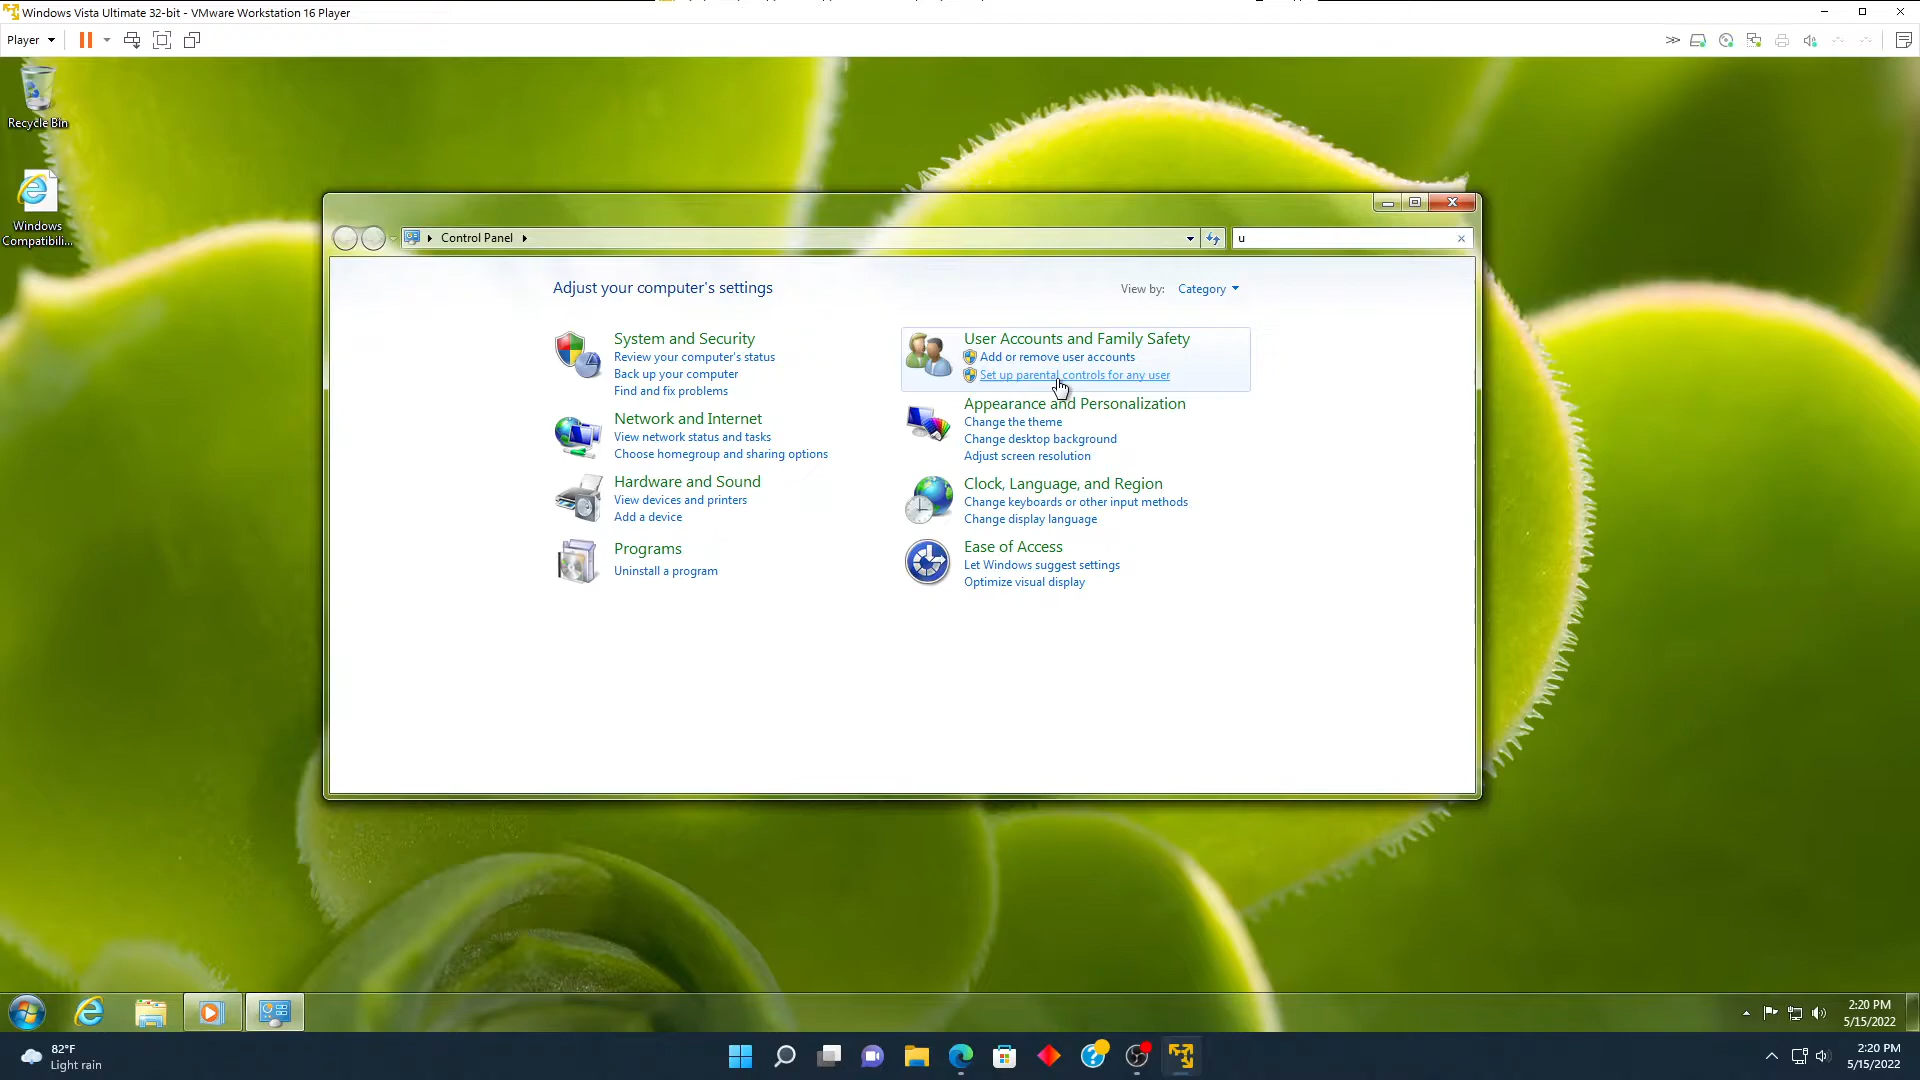 Windows Vista Ultimate 32-bit - VMware Workstation 16 Player
Player
Recycle Bin
Windows
Compatibili...
Control Panel
u
Adjust your computer's settings
View by: Category
System and Security
Review your computer's status
Back up your computer
Find and fix problems
Network and Internet
View network status and tasks
Choose homegroup and sharing options
Hardware and Sound
View devices and printers
Add a device
Programs
Uninstall a program
User Accounts and Family Safety
Add or remove user accounts
Set up parental controls for any user
Appearance and Personalization
Change the theme
Change desktop background
Adjust screen resolution
Clock, Language, and Region
Change keyboards or other input methods
Change display language
Ease of Access
Let Windows suggest settings
Optimize visual display
2:20 PM
5/15/2022
82°F
Light rain
2:20 PM
5/15/2022